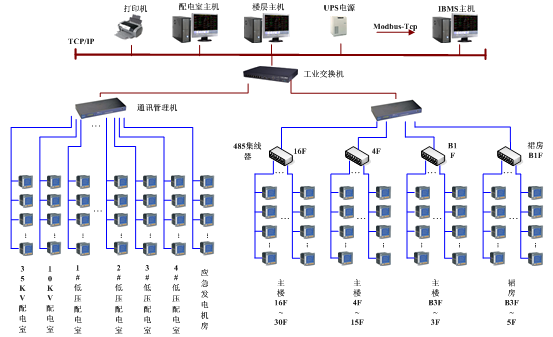 打印机
配电室主机
楼层主机
UPS电源
Modbus-Tcp
IBMS主机
TCP/IP
工业交换机
通讯管理机
485集线器
16F
4F
B1F
裙房B1F
35KV配电室
10KV配电室
1#低压配电室
2#低压配电室
3#低压配电室
4#低压配电室
应急发电机房
主楼16F~30F
主楼4F~15F
主楼B3F~3F
裙房B3F~5F